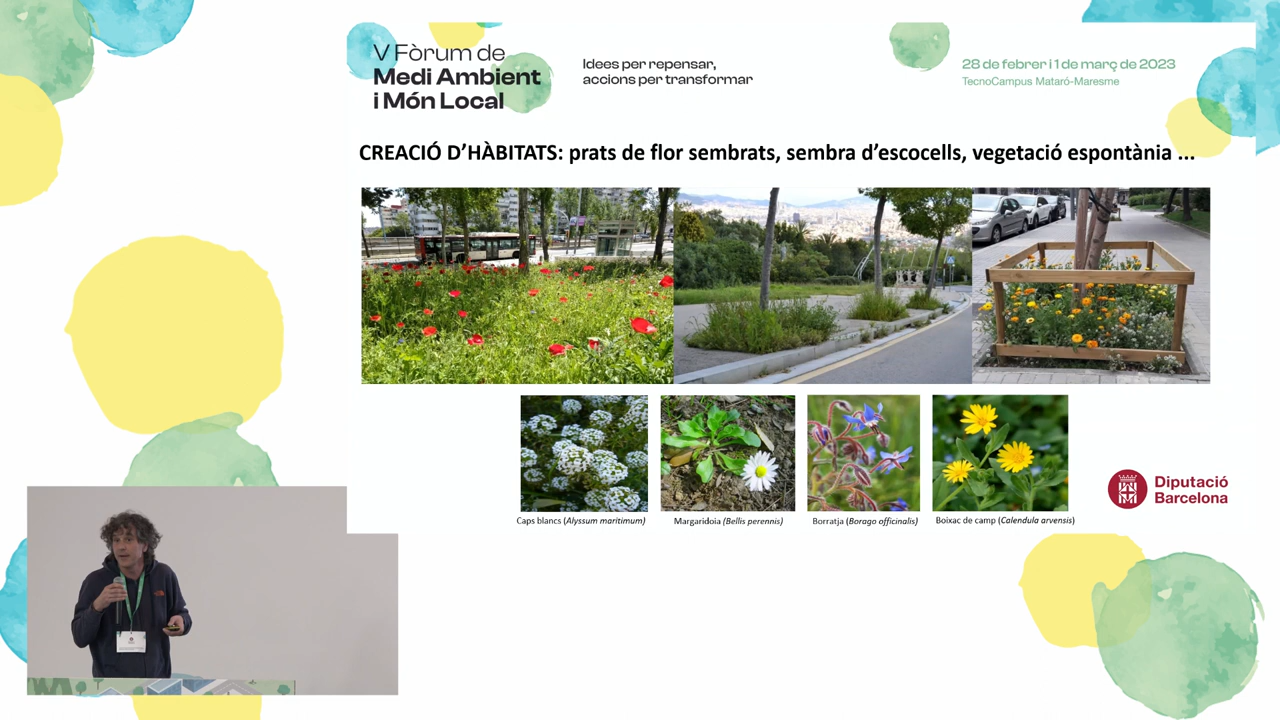 V Fòrum de
Medi Ambient
i Món Local
Idees per repensar,
accions per transformar
28 de febrer i 1 de març de 2023
TecnoCampus Mataró-Maresme
CREACIÓ D'HÀBITATS: prats de flor sembrats, sembra d'escocells, vegetació espontània ...
Caps blancs (Alyssum maritimum)
Margaridoia (Bellis perennis)
Borratja (Borago officinalis)
Boixac de camp (Calendula arvensis)
Diputació
Barcelona